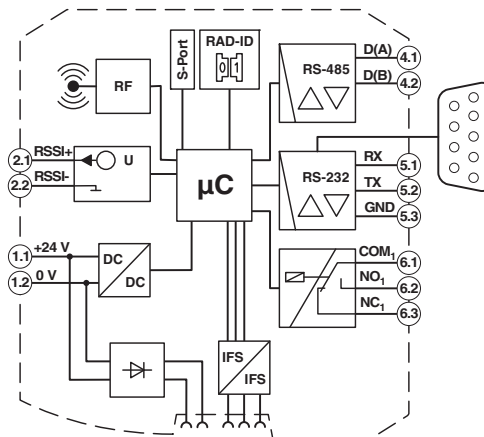 S-Port
RAD-ID
0 1
RF
RS-485
D(A) 4.1
D(B) 4.2
2.1 RSSI+
2.2 RSSI-
U
µC
RS-232
RX 5.1
TX 5.2
GND 5.3
1.1 +24 V
1.2 0 V
DC
DC
COM1 6.1
NO1 6.2
NC1 6.3
IFS
IFS